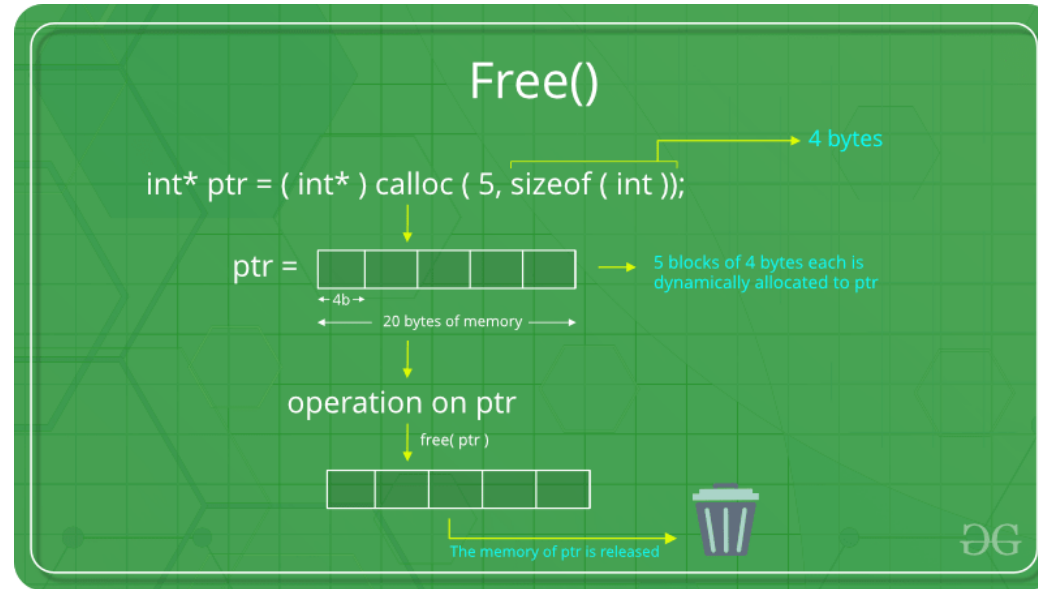 Free()
4 bytes
int* ptr = ( int* ) calloc ( 5, sizeof ( int ));
ptr =
5 blocks of 4 bytes each is
dynamically allocated to ptr
4b
20 bytes of memory
operation on ptr
free( ptr )
The memory of ptr is released